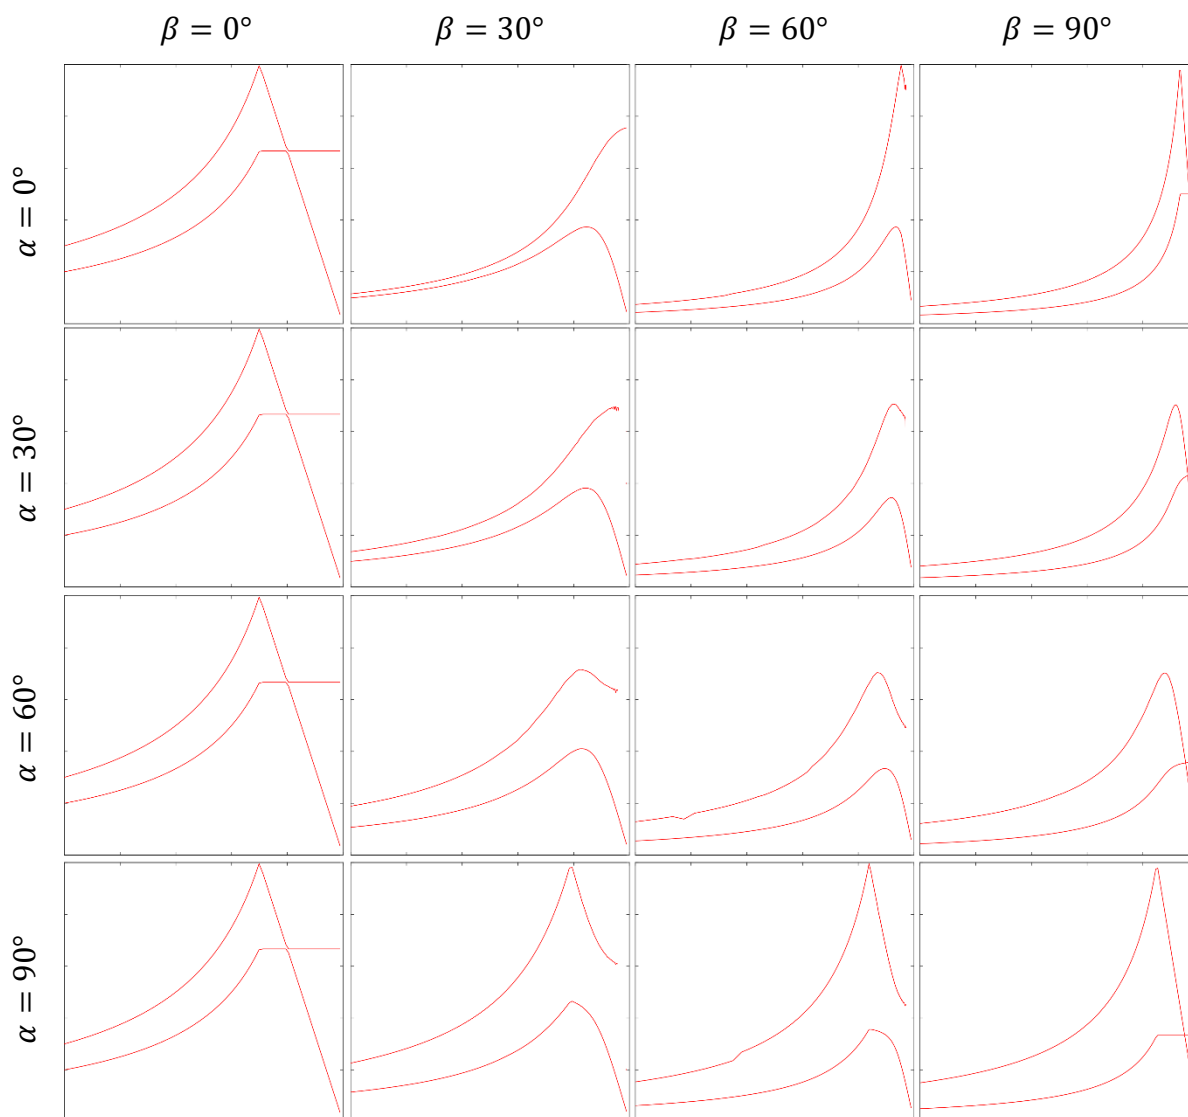 β = 0°
β = 30°
β = 60°
β = 90°
α = 0°
α = 30°
α = 60°
α = 90°